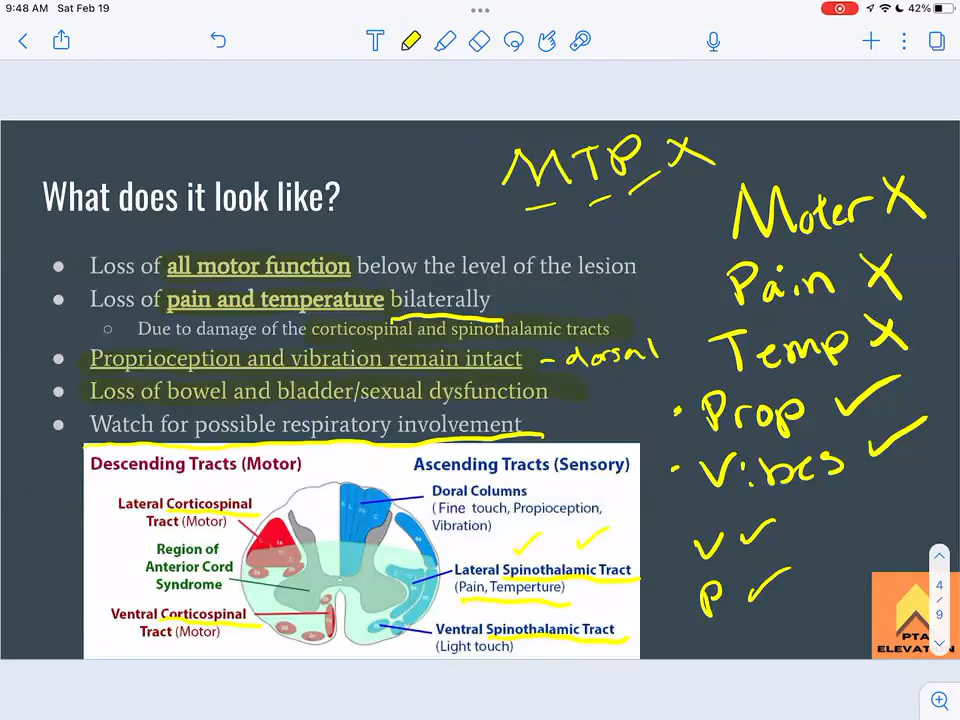 9:48 AM Sat Feb 19
42%
MTP X
What does it look like?
Moter X
Loss of all motor function below the level of the lesion
Pain X
Loss of pain and temperature bilaterally
Due to damage of the corticospinal and spinothalamic tracts
Temp X
Proprioception and vibration remain intact - dorsal
Loss of bowel and bladder/sexual dysfunction
Prop ✓
Watch for possible respiratory involvement
Vibes ✓
Descending Tracts (Motor)
Ascending Tracts (Sensory)
Lateral Corticospinal
Tract (Motor)
Region of
Anterior Cord
Syndrome
Ventral Corticospinal
Tract (Motor)
Doral Columns
(Fine touch, Propioception,
Vibration)
Lateral Spinothalamic Tract
(Pain, Temperture)
Ventral Spinothalamic Tract
(Light touch)
V ✓
P ✓
4
/
9
PTA
ELEVATION